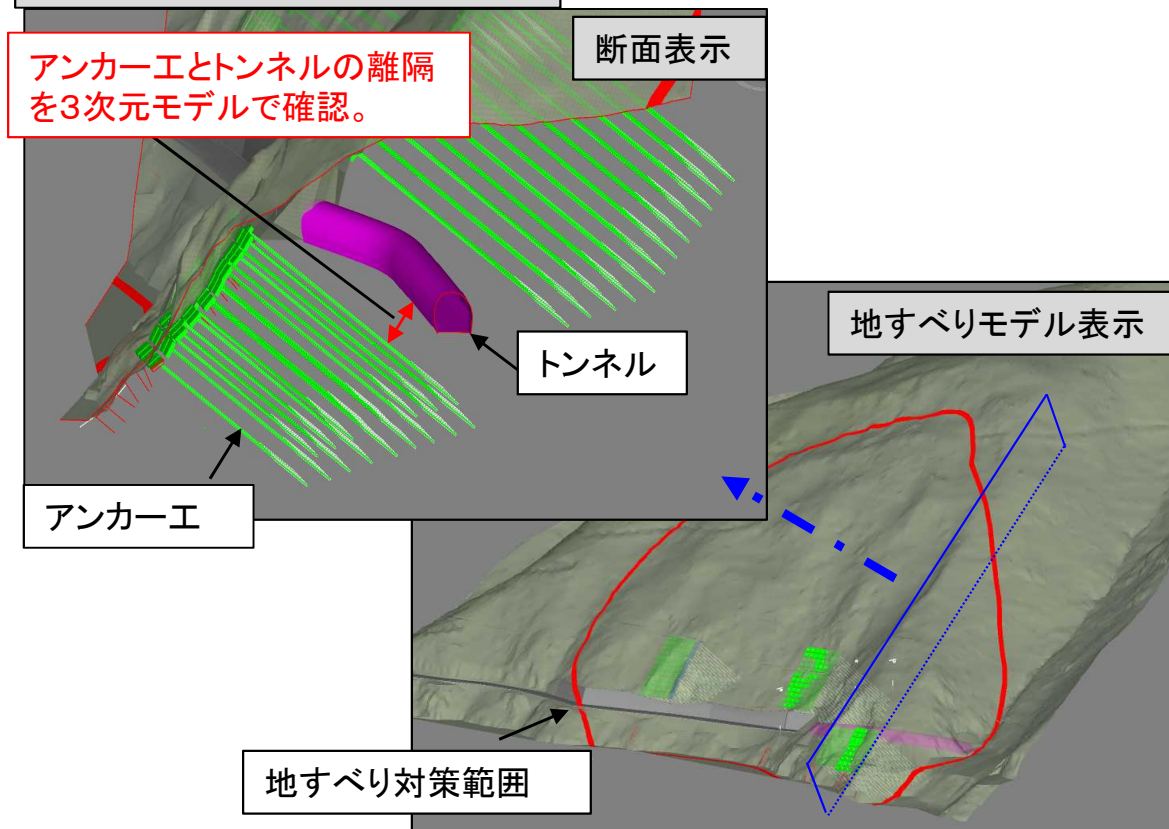 断面表示
アンカー工とトンネルの離隔
を3次元モデルで確認。
トンネル
アンカー工
地すべりモデル表示
地すべり対策範囲